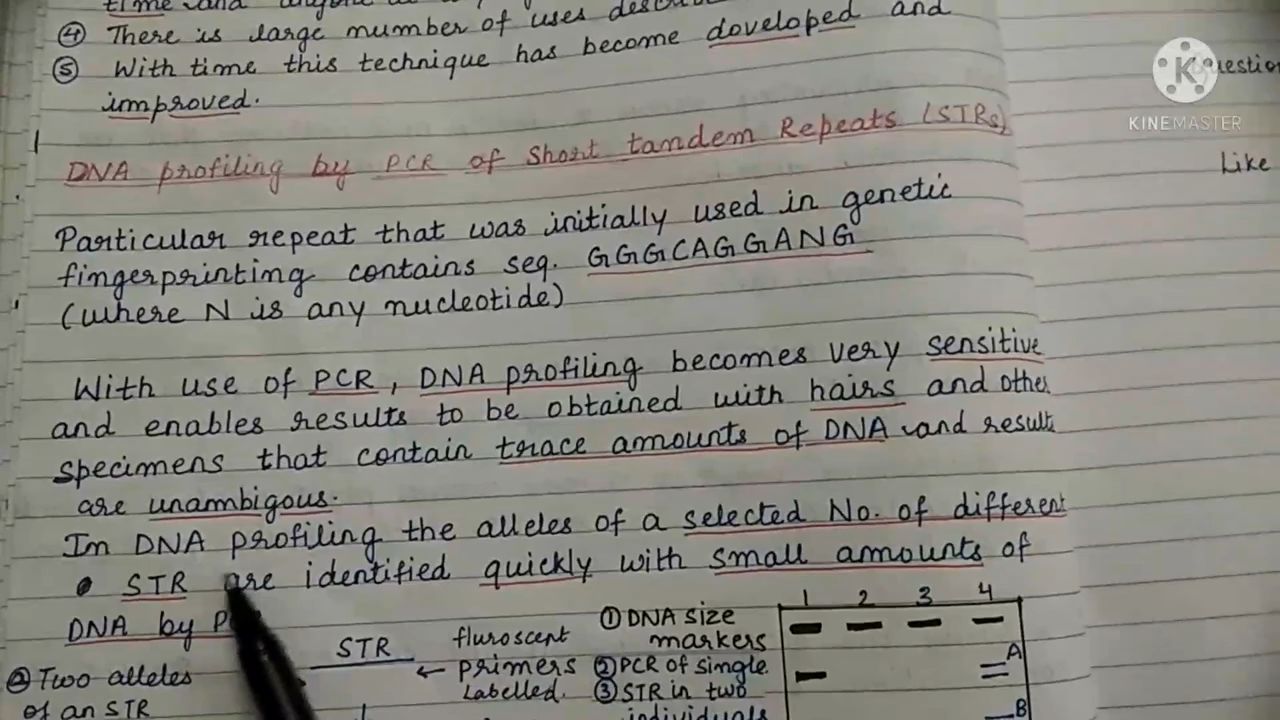 time and
④ There is large number of uses
⑤ With time this technique has become doveloped and
improved.
DNA profiling by PCR of Short tandem Repeats (STRs)
Particular repeat that was initially used in genetic
fingerprinting contains seq. GGGCAGGANG
(where N is any nucleotide)
With use of PCR, DNA profiling becomes very sensitive
and enables results to be obtained with hairs and other
specimens that contain trace amounts of DNA and results
are unambigous.
In DNA profiling the alleles of a selected No. of different
• STR are identified quickly with small amounts of
DNA by
STR
fluroscent
← primers
labelled.
ⓐ Two alleles
of an STR
① DNA size
markers
② PCR of single
③ STR in two
individuals
1 2 3 4
A
B
question
Like
K
KINEMASTER